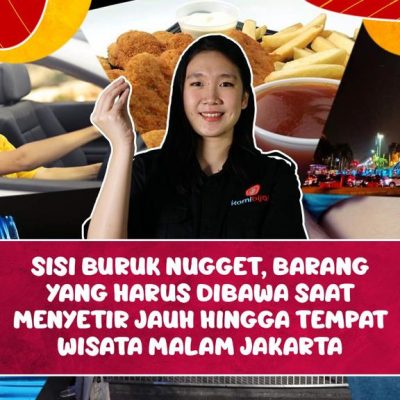 SISI BURUK NUGGET, BARANG
YANG HARUS DIBAWA SAAT
MENYETIR JAUH HINGGA TEMPAT
WISATA MALAM JAKARTA